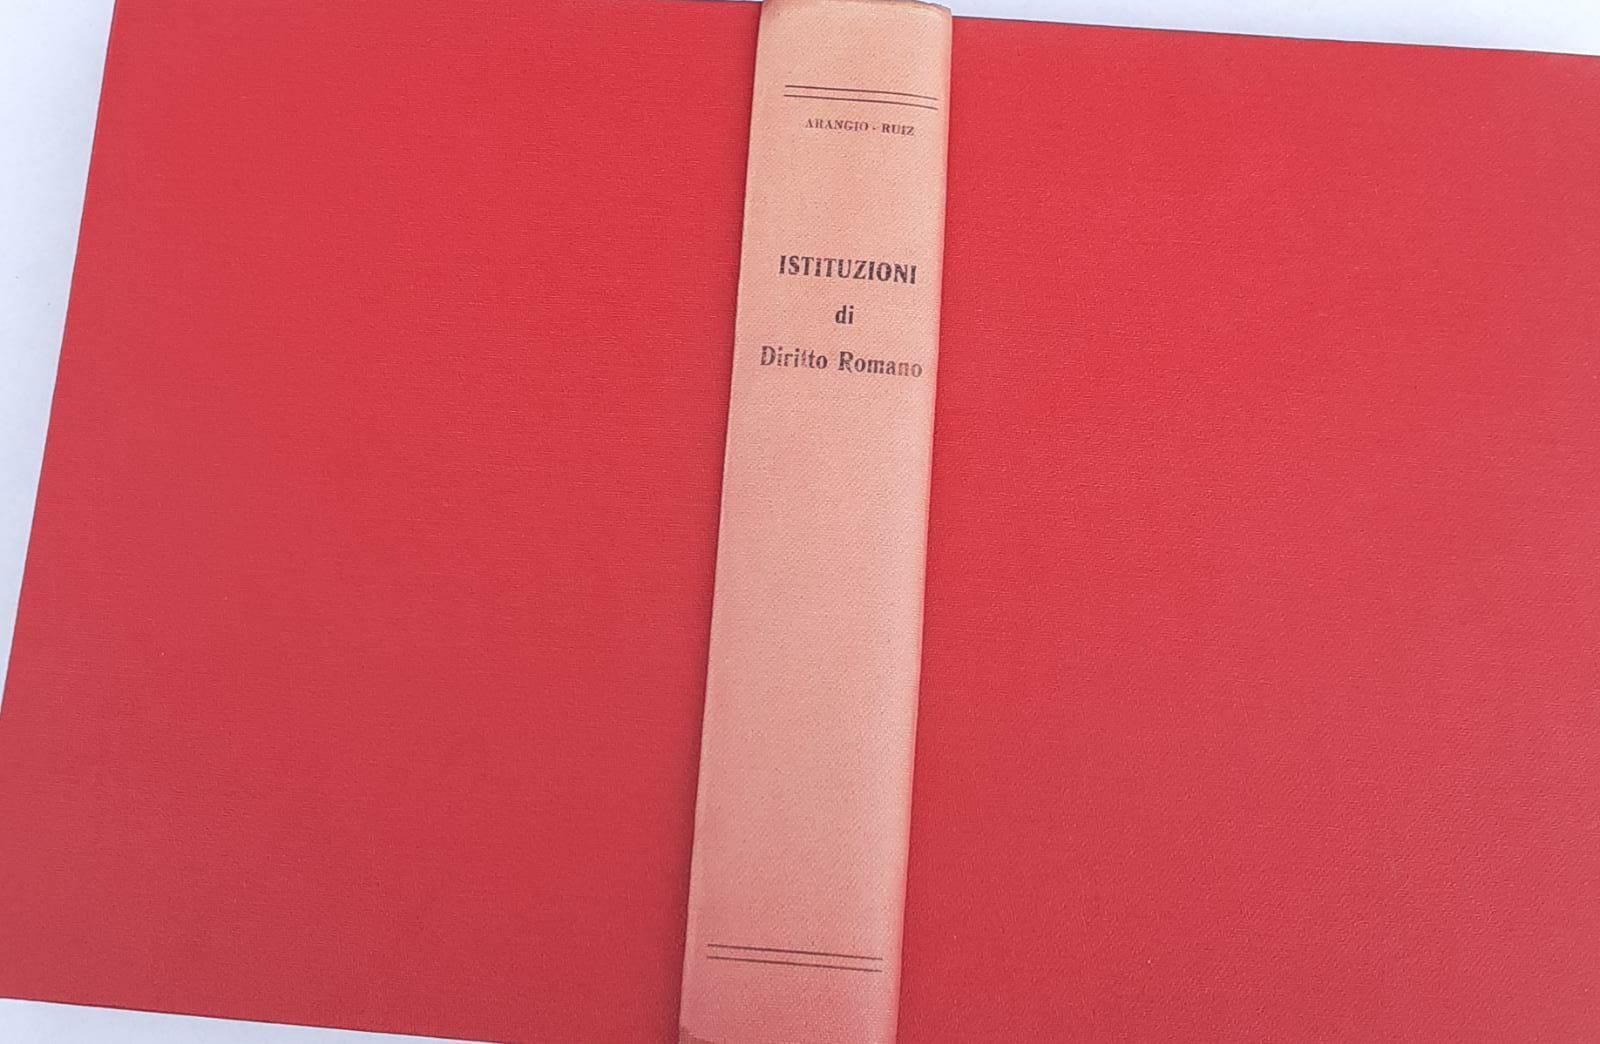 ARANGIO - RUIZ
ISTITUZIONI
di
Diritto Romano